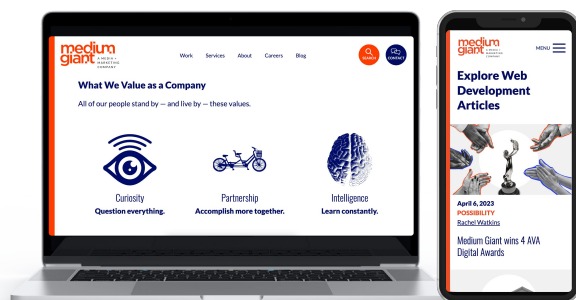 medium
giant
A MEDIA +
MARKETING
COMPANY
Work Services About Careers Blog
SEARCH
CONTACT
What We Value as a Company
All of our people stand by — and live by — these values.
Curiosity
Question everything.
Partnership
Accomplish more together.
Intelligence
Learn constantly.
medium
giant
A MEDIA +
MARKETING
COMPANY
MENU
Explore Web
Development
Articles
April 6, 2023
POSSIBILITY
Rachel Watkins
Medium Giant wins 4 AVA
Digital Awards